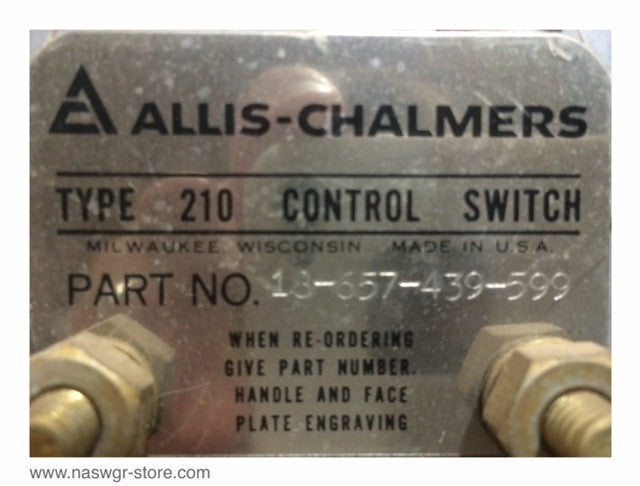 ALLIS-CHALMERS
TYPE 210 CONTROL SWITCH
MILWAUKEE WISCONSIN MADE IN U.S.A.
PART NO. 18-657-439-599
WHEN RE-ORDERING
GIVE PART NUMBER.
HANDLE AND FACE
PLATE ENGRAVING
www.naswgr-store.com